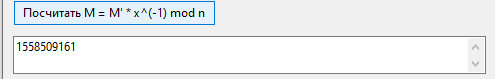 Посчитать M = M' * x^(-1) mod n
1558509161